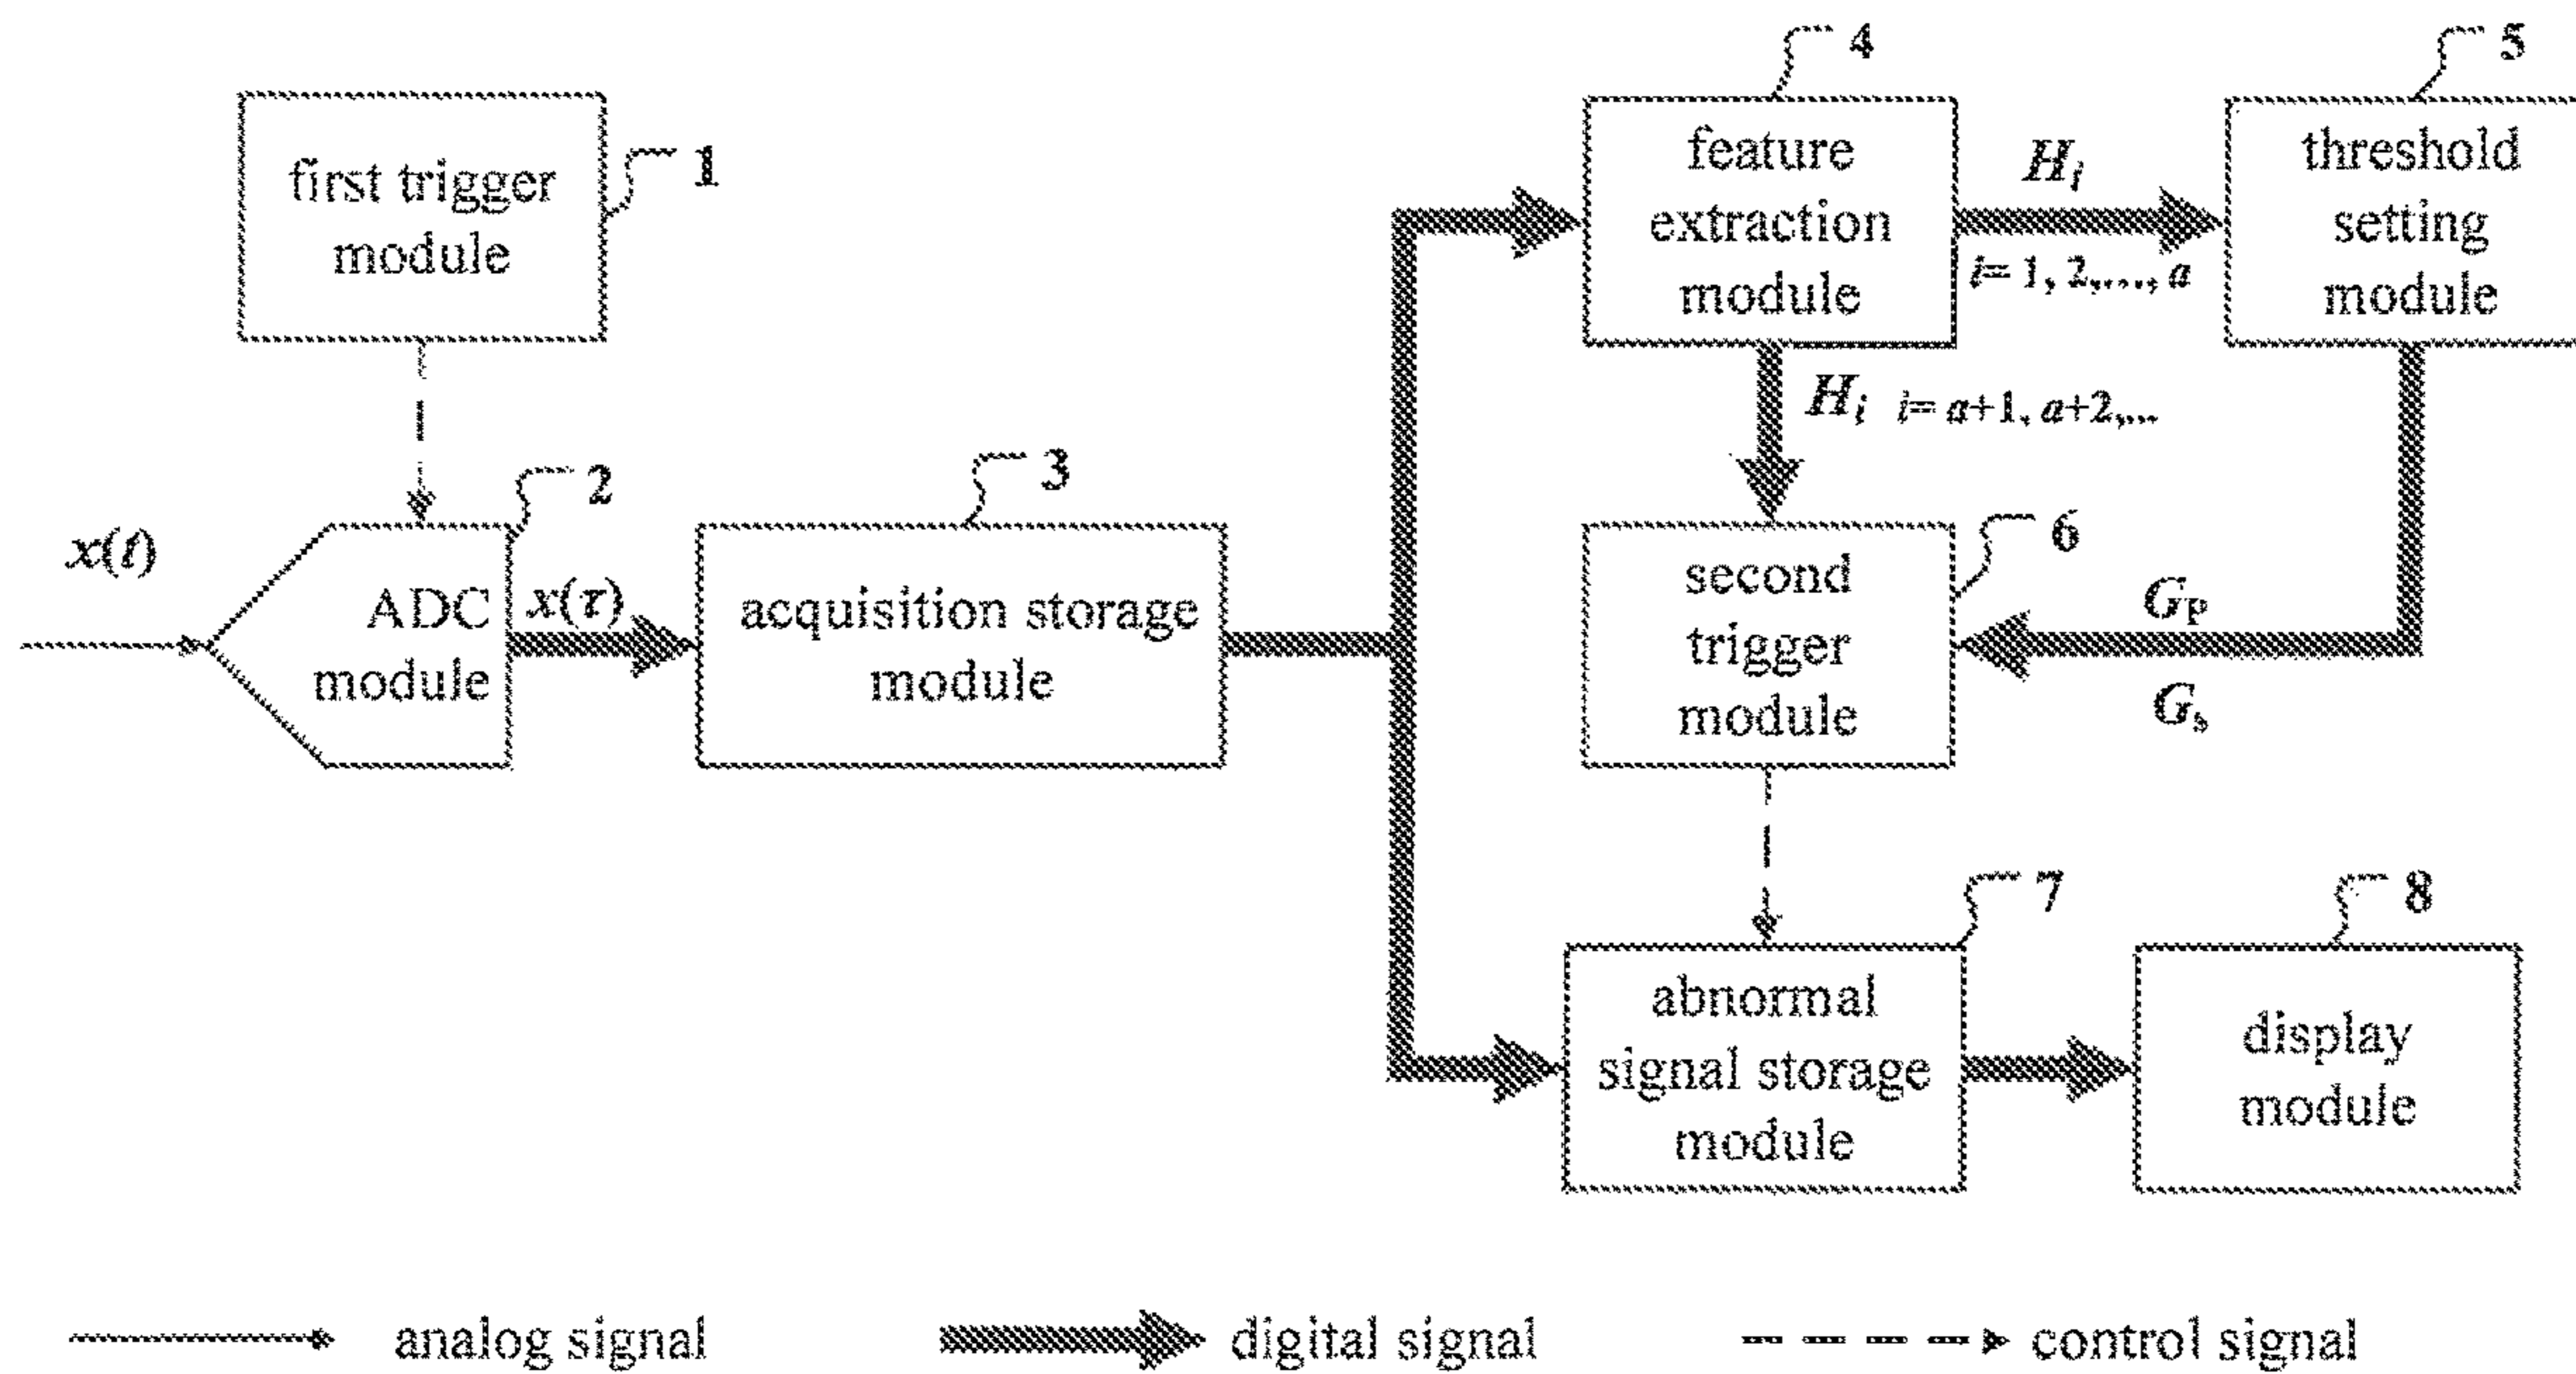 first trigger
module
1
x(t)
ADC
module
2
x(τ)
acquisition storage
module
3
feature
extraction
module
4
H_i
i= 1, 2,..., a
threshold
setting
module
5
H_i i= a+1, a+2,...
second
trigger
module
6
G_P
G_s
abnormal
signal storage
module
7
display
module
8
analog signal
digital signal
control signal